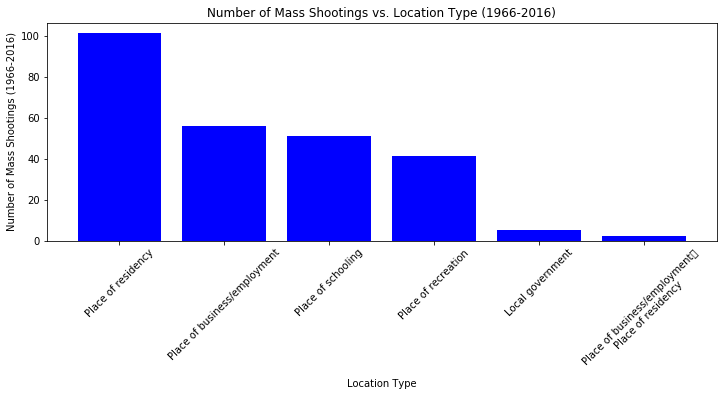 Number of Mass Shootings vs. Location Type (1966-2016)
Number of Mass Shootings (1966-2016)
100
80
60
40
20
0
Place of residency
Place of business/employment
Place of schooling
Place of recreation
Local government
Place of business/employment▯
Place of residency
Location Type